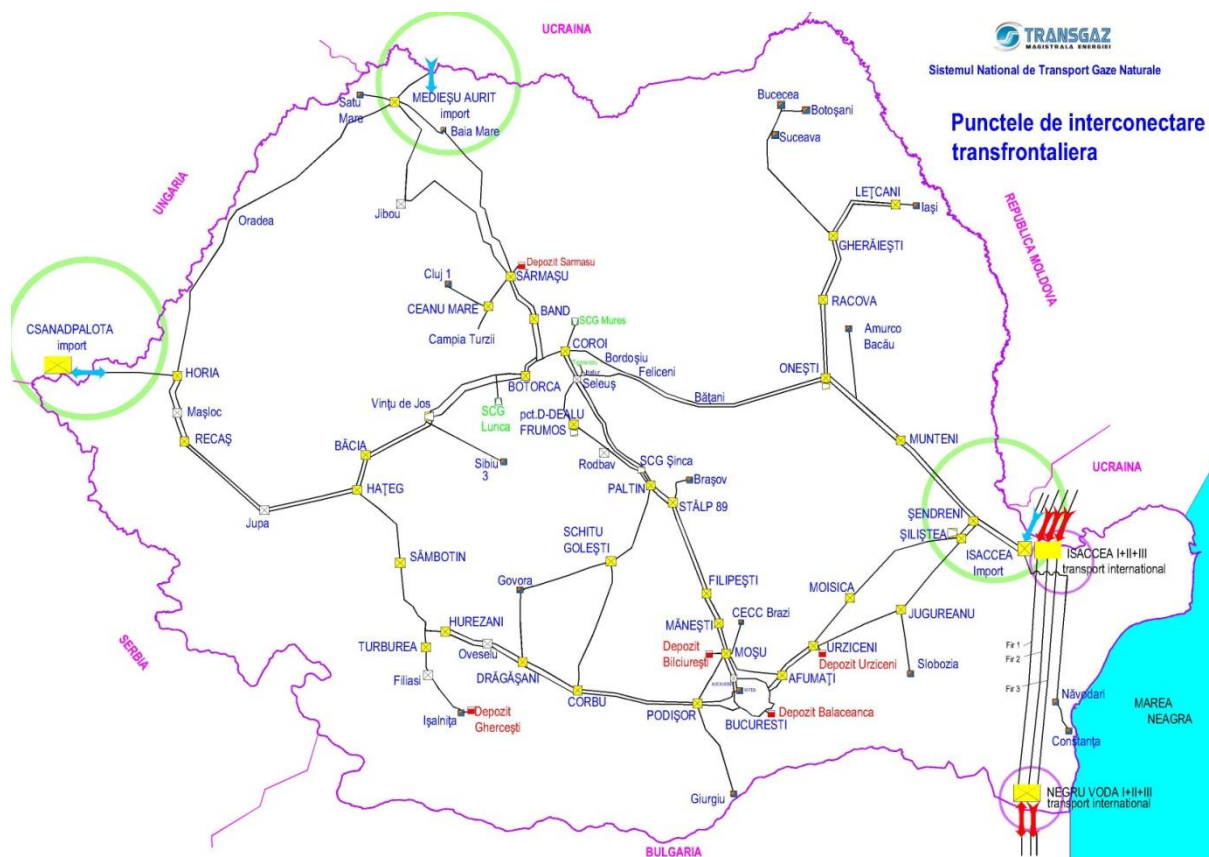 UCRAINA
TRANSGAZ
MAGISTRALA ENERGIEI
Sistemul National de Transport Gaze Naturale
Punctele de interconectare
transfrontaliera
MEDIEŞU AURIT
import
Satu
Mare
Baia Mare
Bucecea
Botoşani
Suceava
UNGARIA
Oradea
Jibou
LEŢCANI
Iaşi
REPUBLICA MOLDOVA
GHERĂIEŞTI
Depozit Sarmasu
SĂRMAŞU
Cluj 1
CEANU MARE
Campia Turzii
BAND
RACOVA
Amurco
Bacău
CSANADPALOTA
import
SCG Mures
COROI
Bordoşiu
Feliceni
Seleuş
HORIA
BOTORCA
ONEŞTI
Băţani
Maşloc
Vinţu de Jos
SCG
Lunca
pct.D-DEALU
FRUMOS
RECAŞ
BĂCIA
Sibiu
3
Rodbav
SCG Şinca
MUNTENI
HAŢEG
PALTIN
Braşov
STÂLP 89
UCRAINA
Jupa
ŞENDRENI
ŞILIŞTEA
SCHITU
GOLEŞTI
ISACCEA
Import
ISACCEA I+II+III
transport international
SÂMBOTIN
Govora
FILIPEŞTI
MOISICA
CECC Brazi
JUGUREANU
MĂNEŞTI
HUREZANI
Fir 1
SERBIA
TURBUREA
Oveselu
Depozit
Bilciureşti
MOŞU
URZICENI
Depozit Urziceni
Fir 2
Filiasi
DRĂGĂŞANI
AFUMAŢI
Slobozia
Fir 3
CORBU
Năvodari
MAREA
NEAGRA
Işalniţa
Depozit
Gherceşti
PODIŞOR
BUCURESTI
Depozit Balaceanca
Constanţa
Giurgiu
NEGRU VODA I+II+III
transport international
BULGARIA